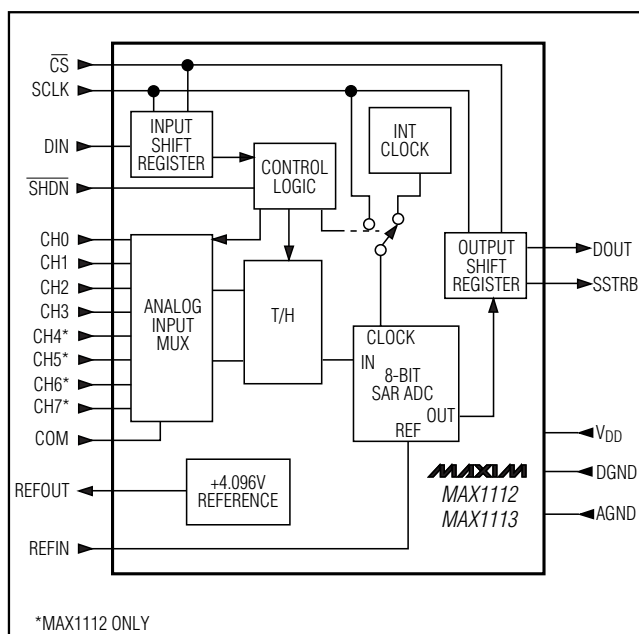 CS
SCLK
DIN
SHDN
CH0
CH1
CH2
CH3
CH4*
CH5*
CH6*
CH7*
COM
REFOUT
REFIN
INPUT
SHIFT
REGISTER
CONTROL
LOGIC
INT
CLOCK
ANALOG
INPUT
MUX
T/H
CLOCK
IN
8-BIT
SAR ADC
OUT
REF
OUTPUT
SHIFT
REGISTER
+4.096V
REFERENCE
DOUT
SSTRB
VDD
DGND
AGND
MAXIM
MAX1112
MAX1113
*MAX1112 ONLY